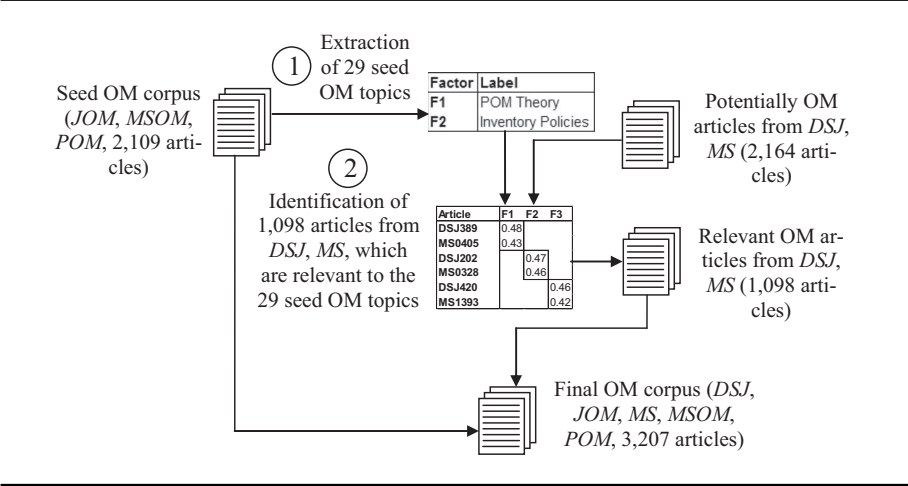 Extraction
of 29 seed
OM topics
1
Seed OM corpus
(JOM, MSOM,
POM, 2,109 arti-
cles)
Factor Label
F1 POM Theory
F2 Inventory Policies
Potentially OM
articles from DSJ,
MS (2,164 arti-
cles)
2
Identification of
1,098 articles from
DSJ, MS, which
are relevant to the
29 seed OM topics
Article F1 F2 F3
DSJ389 0.48
MS0405 0.43
DSJ202 0.47
MS0328 0.46
DSJ420 0.46
MS1393 0.42
Relevant OM ar-
ticles from DSJ,
MS (1,098 arti-
cles)
Final OM corpus (DSJ,
JOM, MS, MSOM,
POM, 3,207 articles)